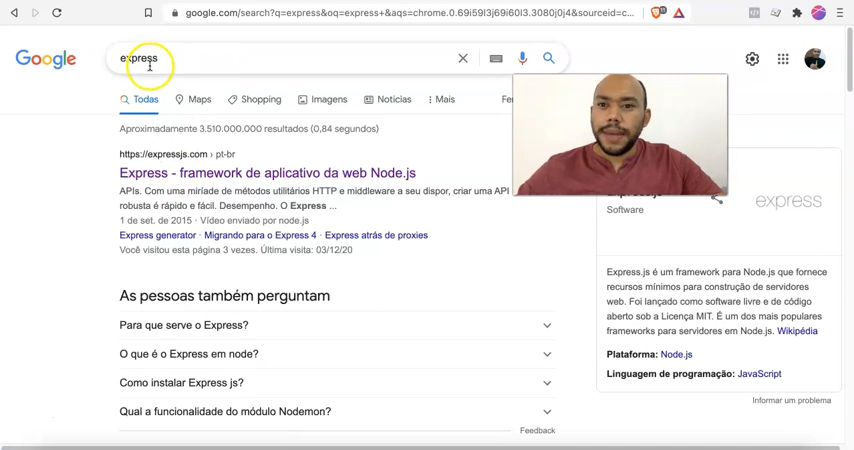 google.com/search?q=express&oq=express+&aqs=chrome.0.69i59l3j69i60l3.3080j0j4&sourceid=c...
Google
express
Todas Maps Shopping Imagens Notícias Mais
Aproximadamente 3.510.000.000 resultados (0,84 segundos)
https://expressjs.com › pt-br
Express - framework de aplicativo da web Node.js
APIs. Com uma miríade de métodos utilitários HTTP e middleware a seu dispor, criar uma API
robusta é rápido e fácil. Desempenho. O Express ...
1 de set. de 2015 · Vídeo enviado por node.js
Express generator · Migrando para o Express 4 · Express atrás de proxies
Você visitou esta página 3 vezes. Última visita: 03/12/20
As pessoas também perguntam
Para que serve o Express?
O que é o Express em node?
Como instalar Express js?
Qual a funcionalidade do módulo Nodemon?
Feedback
Software
express
Express.js é um framework para Node.js que fornece
recursos mínimos para construção de servidores
web. Foi lançado como software livre e de código
aberto sob a Licença MIT. É um dos mais populares
frameworks para servidores em Node.js. Wikipédia
Plataforma: Node.js
Linguagem de programação: JavaScript
Informar um problema